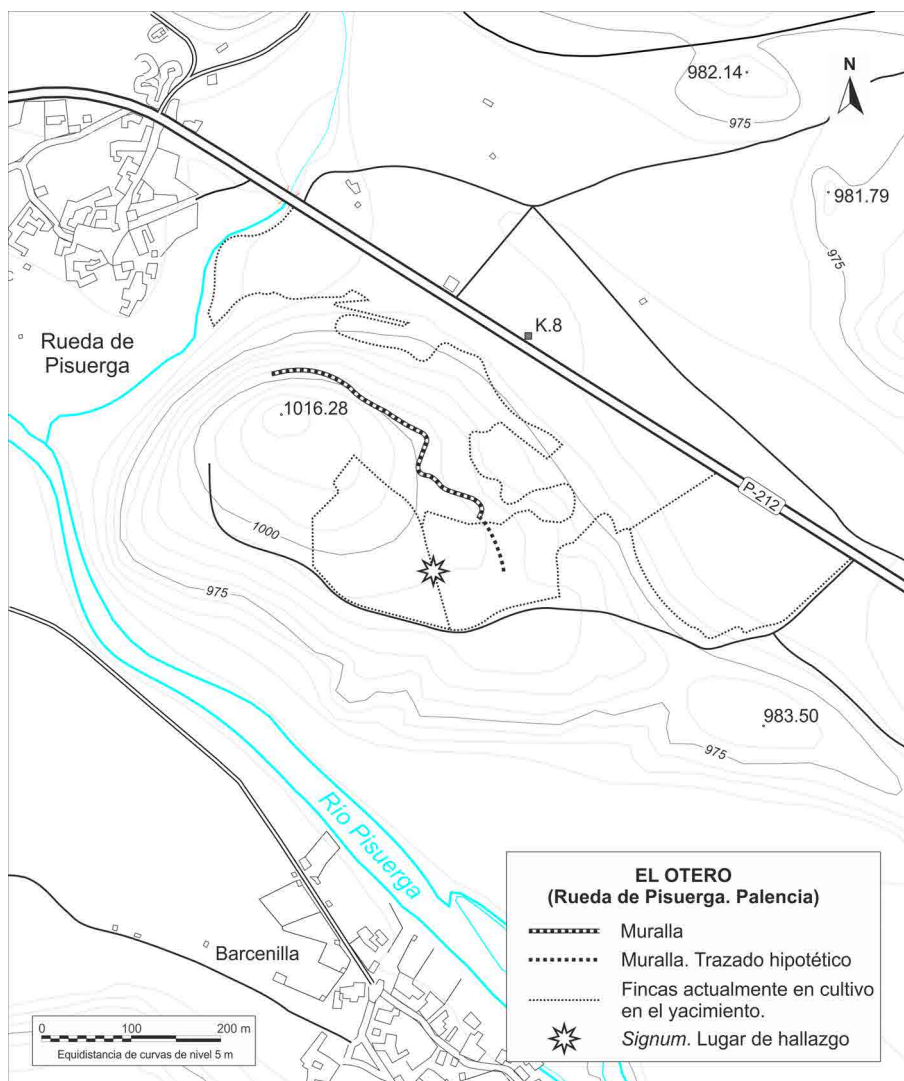 982.14
N
975
981.79
975
K.8
Rueda de
Pisuerga
1016.28
P-212
1000
975
983.50
975
Río Pisuerga
Barcenilla
EL OTERO
(Rueda de Pisuerga. Palencia)
Muralla
Muralla. Trazado hipotético
Fincas actualmente en cultivo
en el yacimiento.
Signum. Lugar de hallazgo
0 100 200 m
Equidistancia de curvas de nivel 5 m